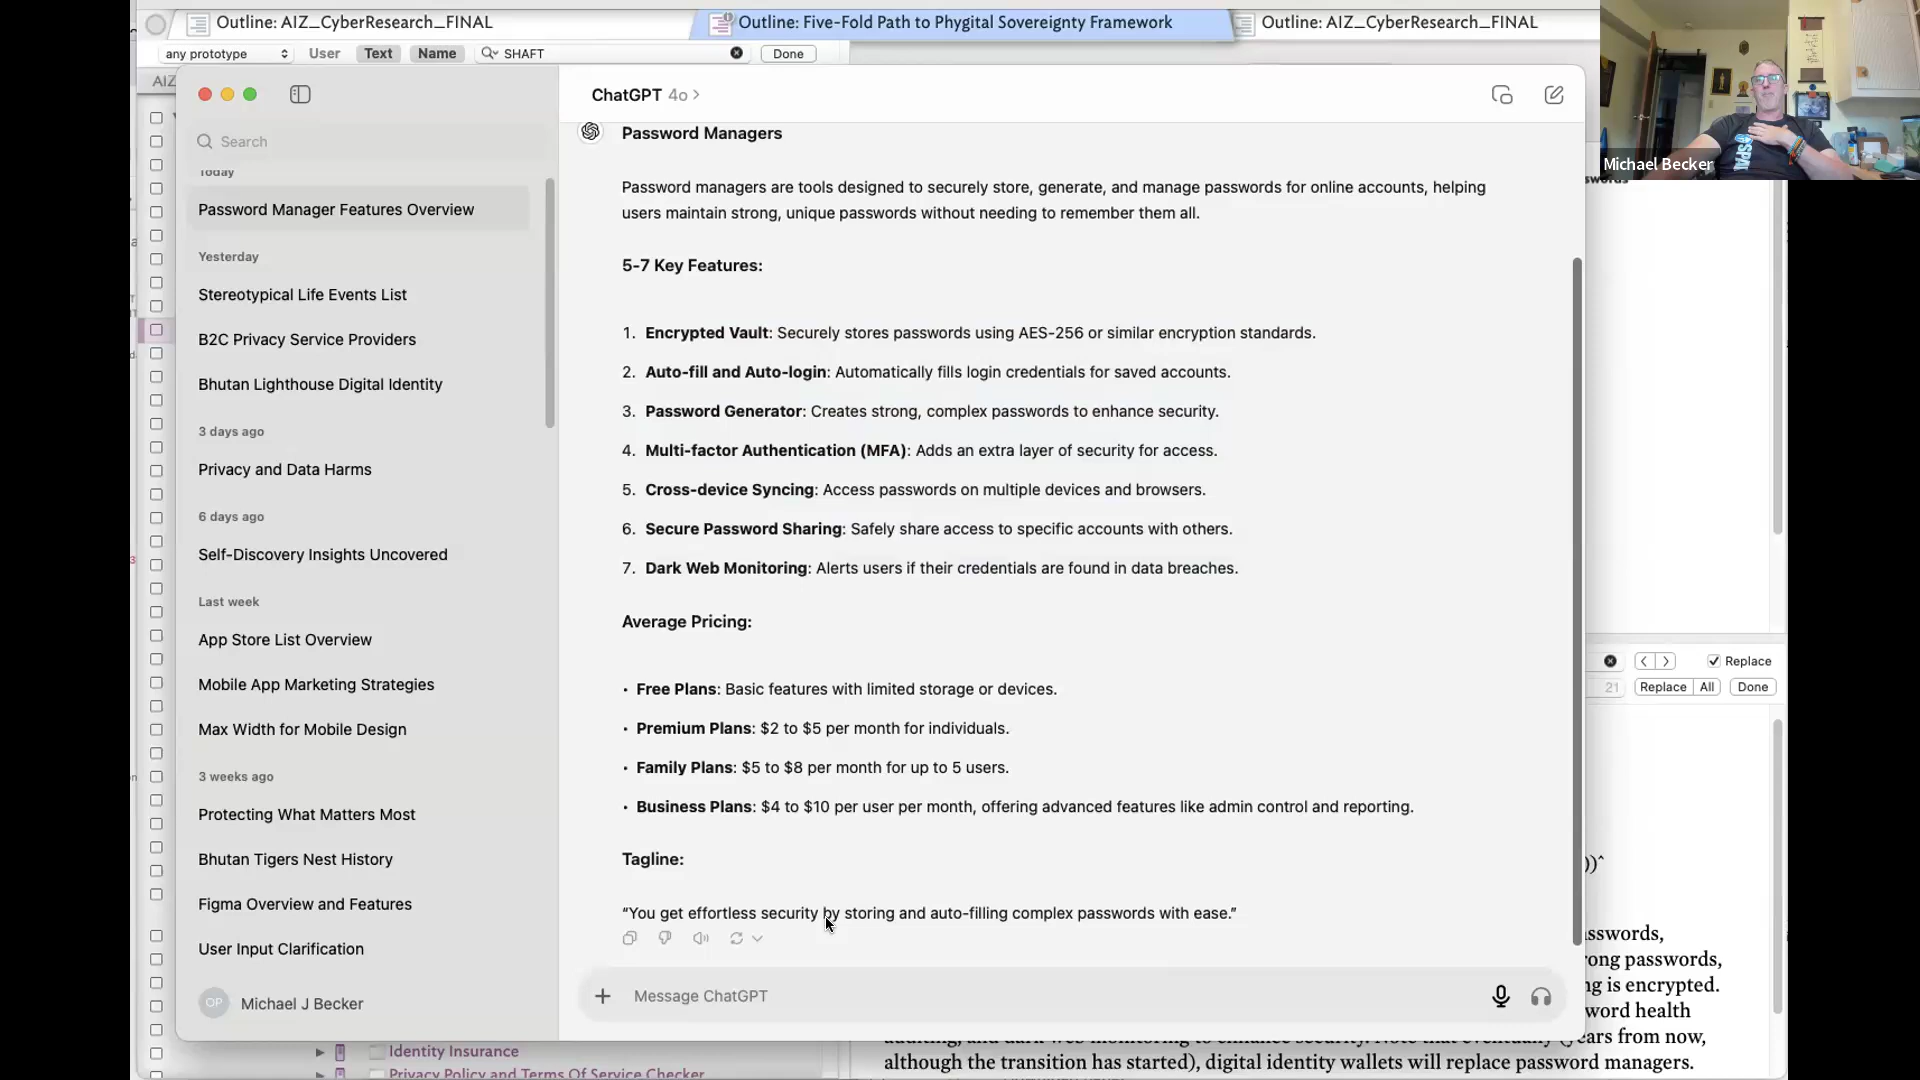 Outline: AIZ_CyberResearch_FINAL
Outline: Five-Fold Path to Phygital Sovereignty Framework
Outline: AIZ_CyberResearch_FINAL
any prototype
User
Text
Name
SHAFT
Done
AIZ
Search
Today
Password Manager Features Overview
Yesterday
Stereotypical Life Events List
B2C Privacy Service Providers
Bhutan Lighthouse Digital Identity
3 days ago
Privacy and Data Harms
6 days ago
Self-Discovery Insights Uncovered
Last week
App Store List Overview
Mobile App Marketing Strategies
Max Width for Mobile Design
3 weeks ago
Protecting What Matters Most
Bhutan Tigers Nest History
Figma Overview and Features
User Input Clarification
OP
Michael J Becker
ChatGPT 4o >
Password Managers
Password managers are tools designed to securely store, generate, and manage passwords for online accounts, helping
users maintain strong, unique passwords without needing to remember them all.
5-7 Key Features:
1. Encrypted Vault: Securely stores passwords using AES-256 or similar encryption standards.
2. Auto-fill and Auto-login: Automatically fills login credentials for saved accounts.
3. Password Generator: Creates strong, complex passwords to enhance security.
4. Multi-factor Authentication (MFA): Adds an extra layer of security for access.
5. Cross-device Syncing: Access passwords on multiple devices and browsers.
6. Secure Password Sharing: Safely share access to specific accounts with others.
7. Dark Web Monitoring: Alerts users if their credentials are found in data breaches.
Average Pricing:
• Free Plans: Basic features with limited storage or devices.
• Premium Plans: $2 to $5 per month for individuals.
• Family Plans: $5 to $8 per month for up to 5 users.
• Business Plans: $4 to $10 per user per month, offering advanced features like admin control and reporting.
Tagline:
“You get effortless security by storing and auto-filling complex passwords with ease.”
Message ChatGPT
Michael Becker
Replace
21
Replace
All
Done
))^
asswords,
rong passwords,
ng is encrypted.
word health
years from now,
although the transition has started), digital identity wallets will replace password managers.
Identity Insurance
Privacy Policy and Terms Of Service Checker